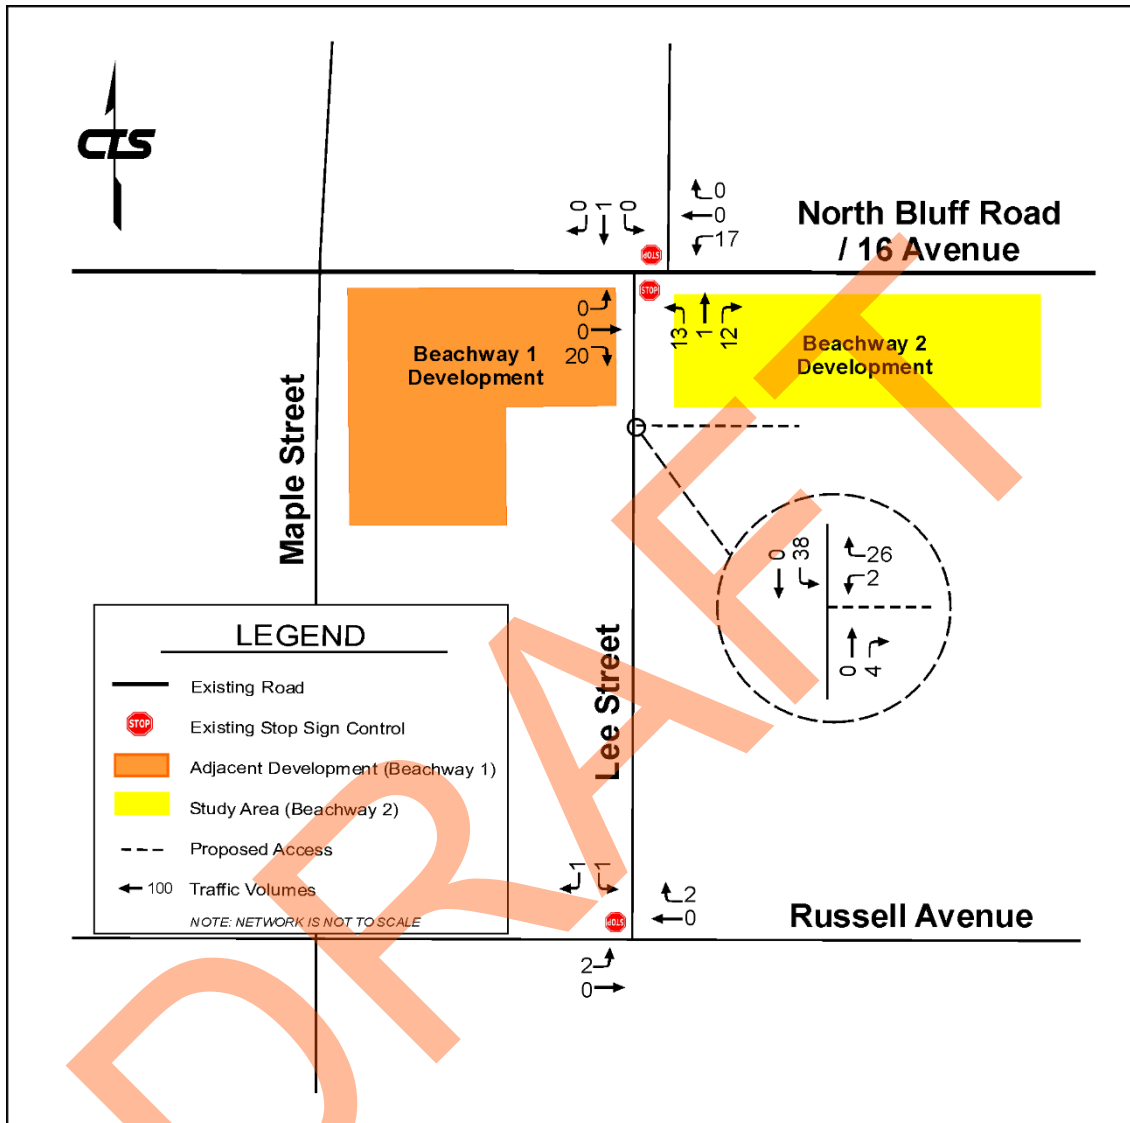 CTS
0 1 0
0
0
17
North Bluff Road
/ 16 Avenue
STOP
STOP
0
0
20
13 1 12
Beachway 1
Development
Beachway 2
Development
Maple Street
Lee Street
0 38
26
2
0 4
LEGEND
Existing Road
STOP
Existing Stop Sign Control
Adjacent Development (Beachway 1)
Study Area (Beachway 2)
Proposed Access
100 Traffic Volumes
NOTE: NETWORK IS NOT TO SCALE
1 1
2
0
STOP
Russell Avenue
2
0
DRAFT